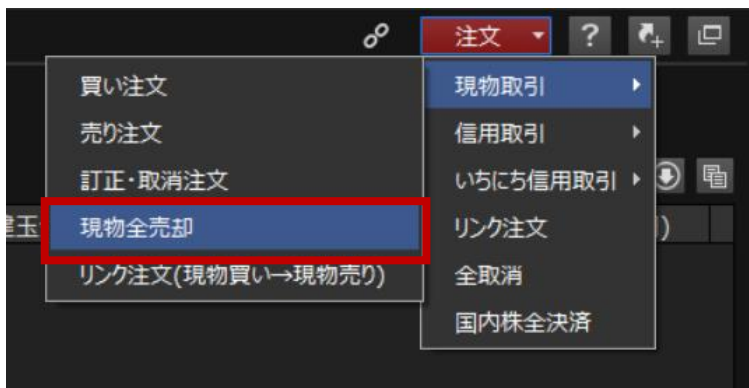 注文
?
買い注文
売り注文
訂正・取消注文
現物全売却
リンク注文(現物買い→現物売り)
現物取引
信用取引
いちにち信用取引
リンク注文
全取消
国内株全決済
建玉
)